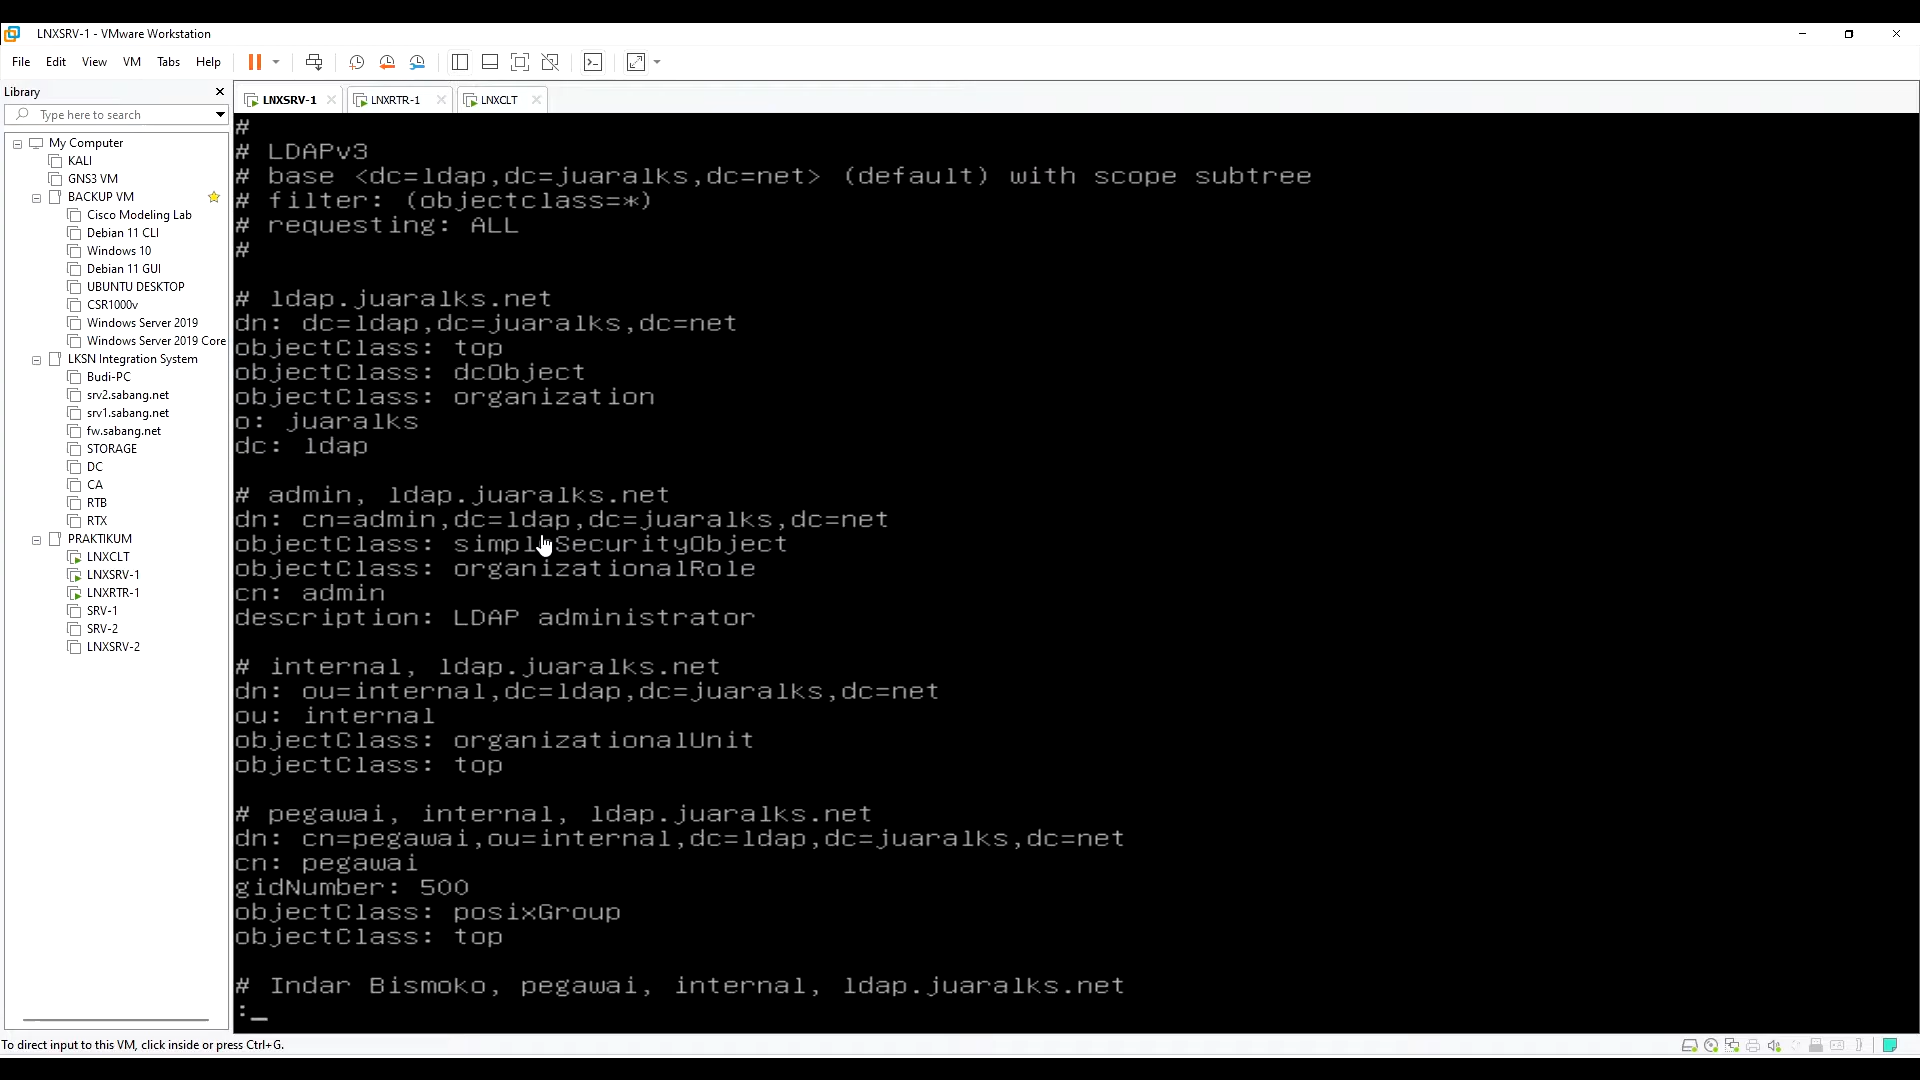 LNXSRV-1 - VMware Workstation
File Edit View VM Tabs Help
Library
Type here to search
My Computer
KALI
GNS3 VM
BACKUP VM
Cisco Modeling Lab
Debian 11 CLI
Windows 10
Debian 11 GUI
UBUNTU DESKTOP
CSR1000v
Windows Server 2019
Windows Server 2019 Core
LKSN Integration System
Budi-PC
srv2.sabang.net
srv1.sabang.net
fw.sabang.net
STORAGE
DC
CA
RTB
RTX
PRAKTIKUM
LNXCLT
LNXSRV-1
LNXRTR-1
SRV-1
SRV-2
LNXSRV-2
LNXSRV-1 LNXRTR-1 LNXCLT
#
# LDAPv3
# base <dc=ldap,dc=juaralks,dc=net> (default) with scope subtree
# filter: (objectclass=*)
# requesting: ALL
#
# ldap.juaralks.net
dn: dc=ldap,dc=juaralks,dc=net
objectClass: top
objectClass: dcObject
objectClass: organization
o: juaralks
dc: ldap
# admin, ldap.juaralks.net
dn: cn=admin,dc=ldap,dc=juaralks,dc=net
objectClass: simpleSecurityObject
objectClass: organizationalRole
cn: admin
description: LDAP administrator
# internal, ldap.juaralks.net
dn: ou=internal,dc=ldap,dc=juaralks,dc=net
ou: internal
objectClass: organizationalUnit
objectClass: top
# pegawai, internal, ldap.juaralks.net
dn: cn=pegawai,ou=internal,dc=ldap,dc=juaralks,dc=net
cn: pegawai
gidNumber: 500
objectClass: posixGroup
objectClass: top
# Indar Bismoko, pegawai, internal, ldap.juaralks.net
:_
To direct input to this VM, click inside or press Ctrl+G.